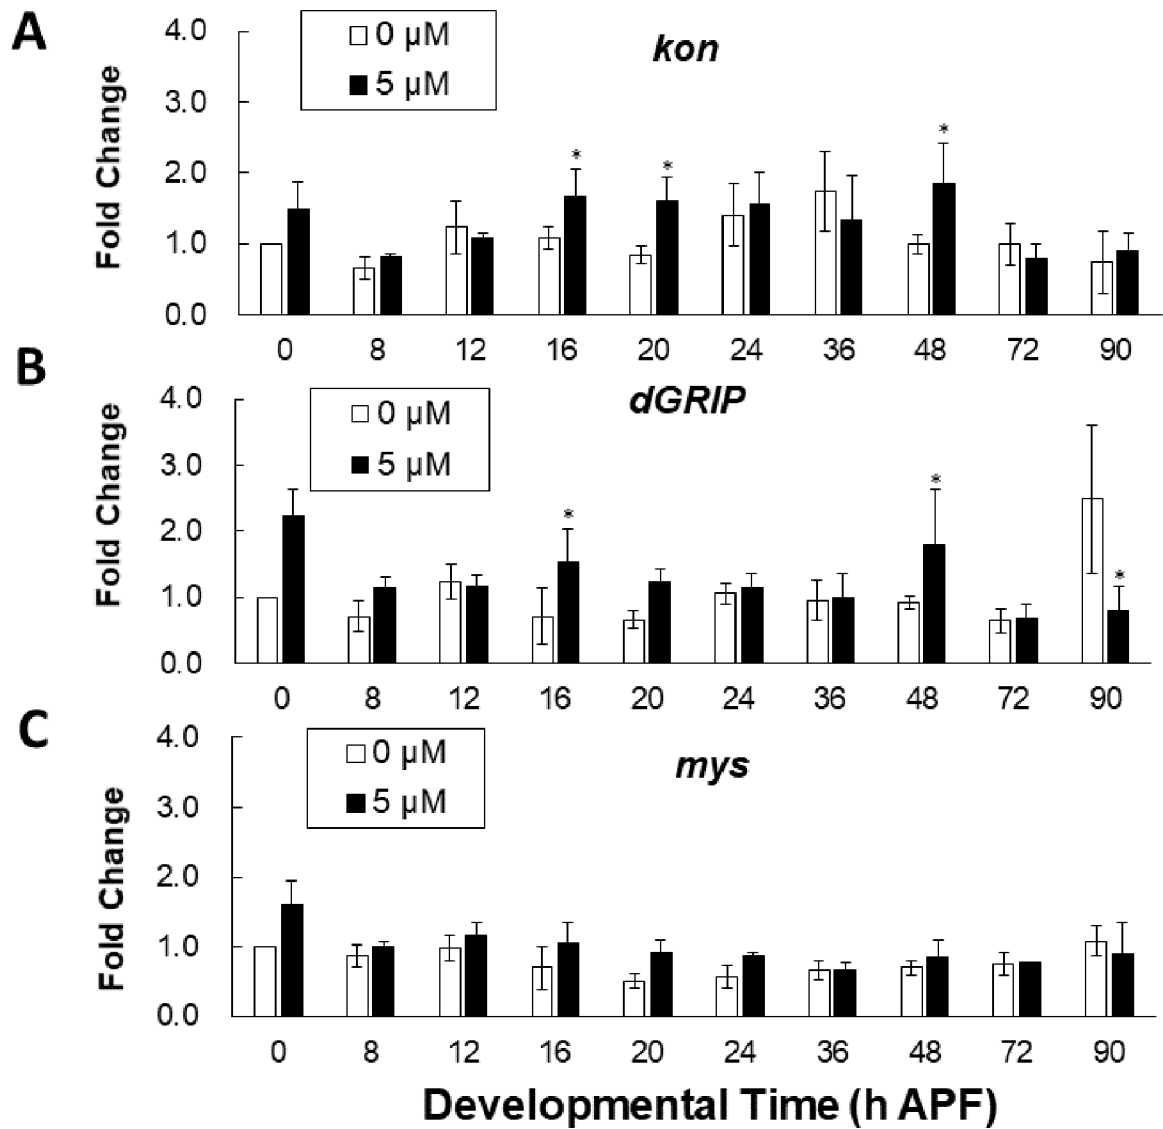 A
kon
0 µM
5 µM
Fold Change
4.0
3.0
2.0
1.0
0.0
* * *
0 8 12 16 20 24 36 48 72 90
B
dGRIP
0 µM
5 µM
Fold Change
4.0
3.0
2.0
1.0
0.0
* * *
0 8 12 16 20 24 36 48 72 90
C
mys
0 µM
5 µM
Fold Change
4.0
3.0
2.0
1.0
0.0
0 8 12 16 20 24 36 48 72 90
Developmental Time (h APF)